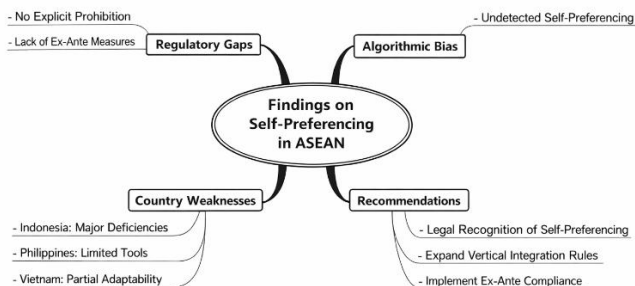 - No Explicit Prohibition
- Lack of Ex-Ante Measures
Regulatory Gaps
Algorithmic Bias
- Undetected Self-Preferencing
Findings on
Self-Preferencing
in ASEAN
Country Weaknesses
- Indonesia: Major Deficiencies
- Philippines: Limited Tools
- Vietnam: Partial Adaptability
Recommendations
- Legal Recognition of Self-Preferencing
- Expand Vertical Integration Rules
- Implement Ex-Ante Compliance